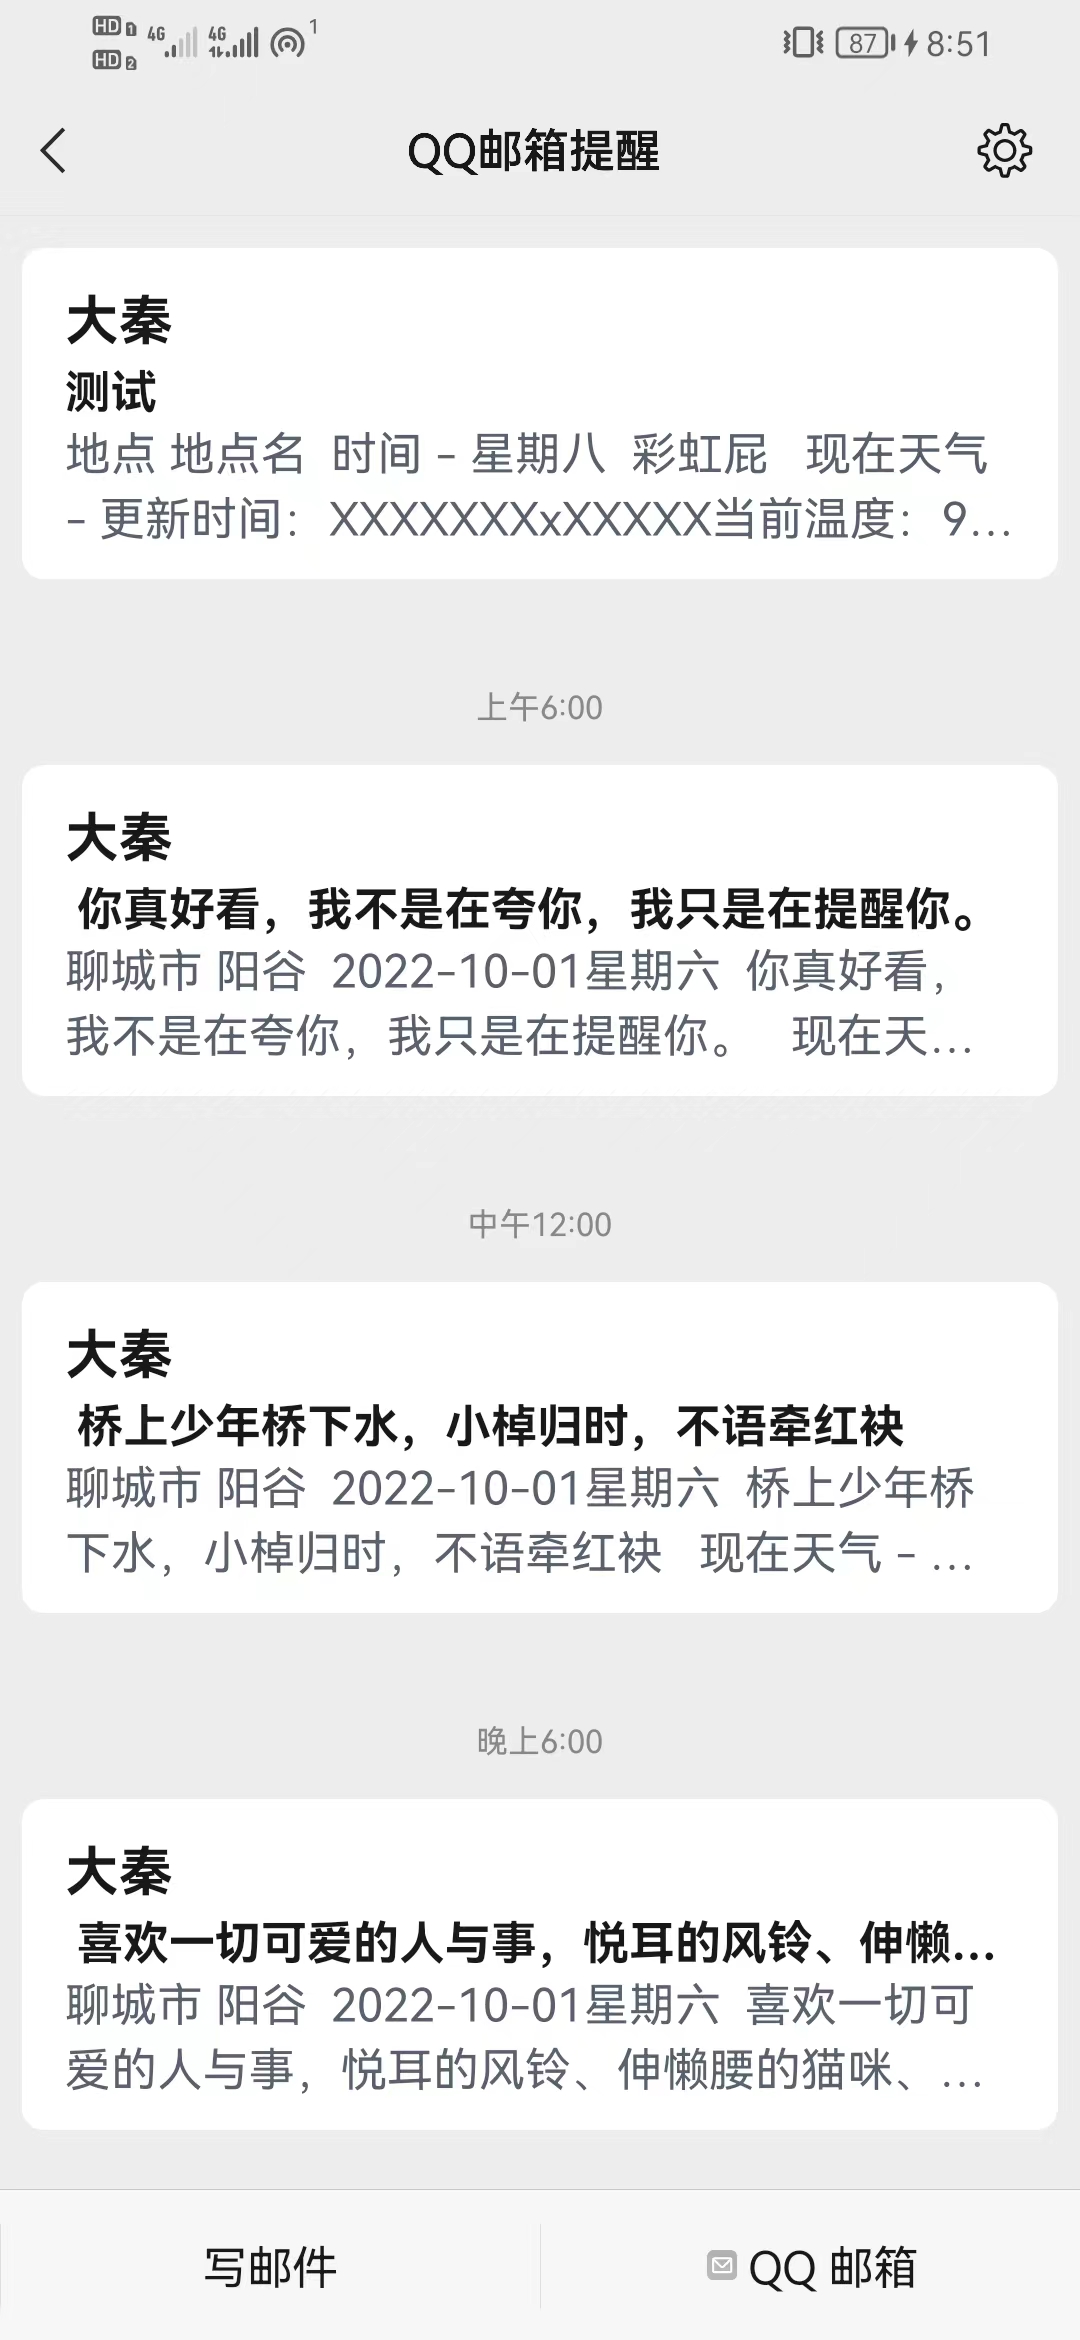 HD 1 4G 4G 1
HD 2
87 8:51
QQ邮箱提醒
大秦
测试
地点 地点名 时间 - 星期八 彩虹屁 现在天气
- 更新时间：XXXXXXXxXXXXX当前温度：9...
上午6:00
大秦
你真好看，我不是在夸你，我只是在提醒你。
聊城市 阳谷 2022-10-01星期六 你真好看，
我不是在夸你，我只是在提醒你。 现在天...
中午12:00
大秦
桥上少年桥下水，小棹归时，不语牵红袂
聊城市 阳谷 2022-10-01星期六 桥上少年桥
下水，小棹归时，不语牵红袂 现在天气 - ...
晚上6:00
大秦
喜欢一切可爱的人与事，悦耳的风铃、伸懒...
聊城市 阳谷 2022-10-01星期六 喜欢一切可
爱的人与事，悦耳的风铃、伸懒腰的猫咪、...
写邮件
QQ 邮箱